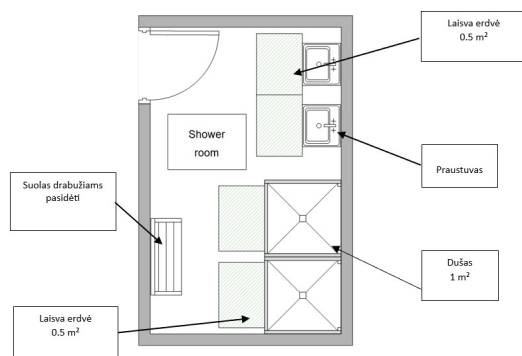 Laisva erdvė
0.5 m²
Shower
room
Praustuvas
Suolas drabužiams
pasidėti
Dušas
1 m²
Laisva erdvė
0.5 m²